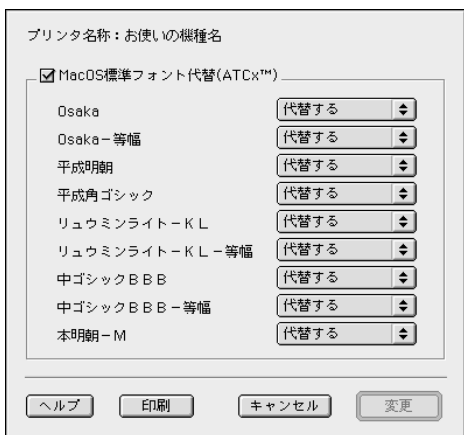 プリンタ名称：お使いの機種名
MacOS標準フォント代替(ATCx™)
Osaka 代替する
Osaka－等幅 代替する
平成明朝 代替する
平成角ゴシック 代替する
リュウミンライト－ＫＬ 代替する
リュウミンライト－ＫＬ－等幅 代替する
中ゴシックＢＢＢ 代替する
中ゴシックＢＢＢ－等幅 代替する
本明朝－Ｍ 代替する
ヘルプ 印刷 キャンセル 変更